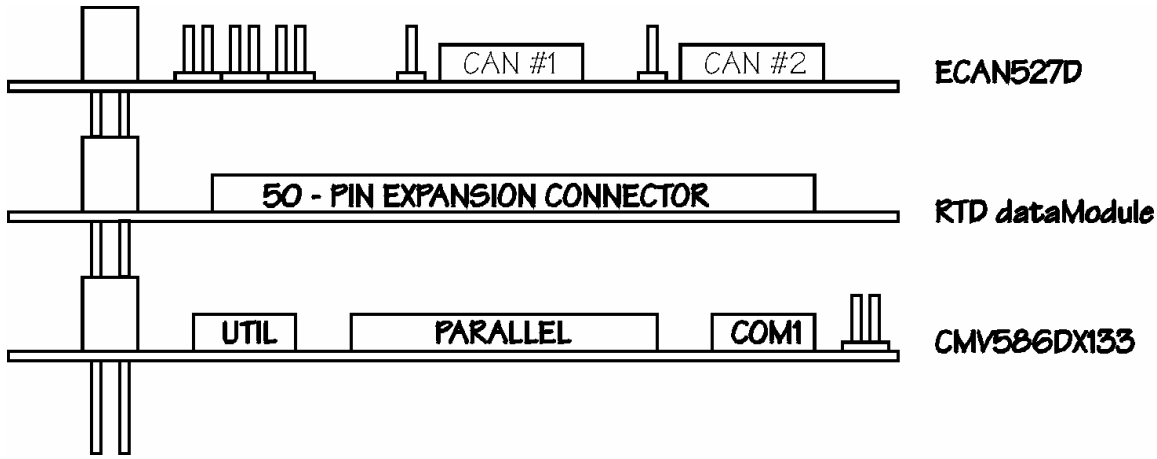 CAN #1 CAN #2 ECAN527D
50 - PIN EXPANSION CONNECTOR RTD dataModule
UTIL PARALLEL COM1 CMV586DX133